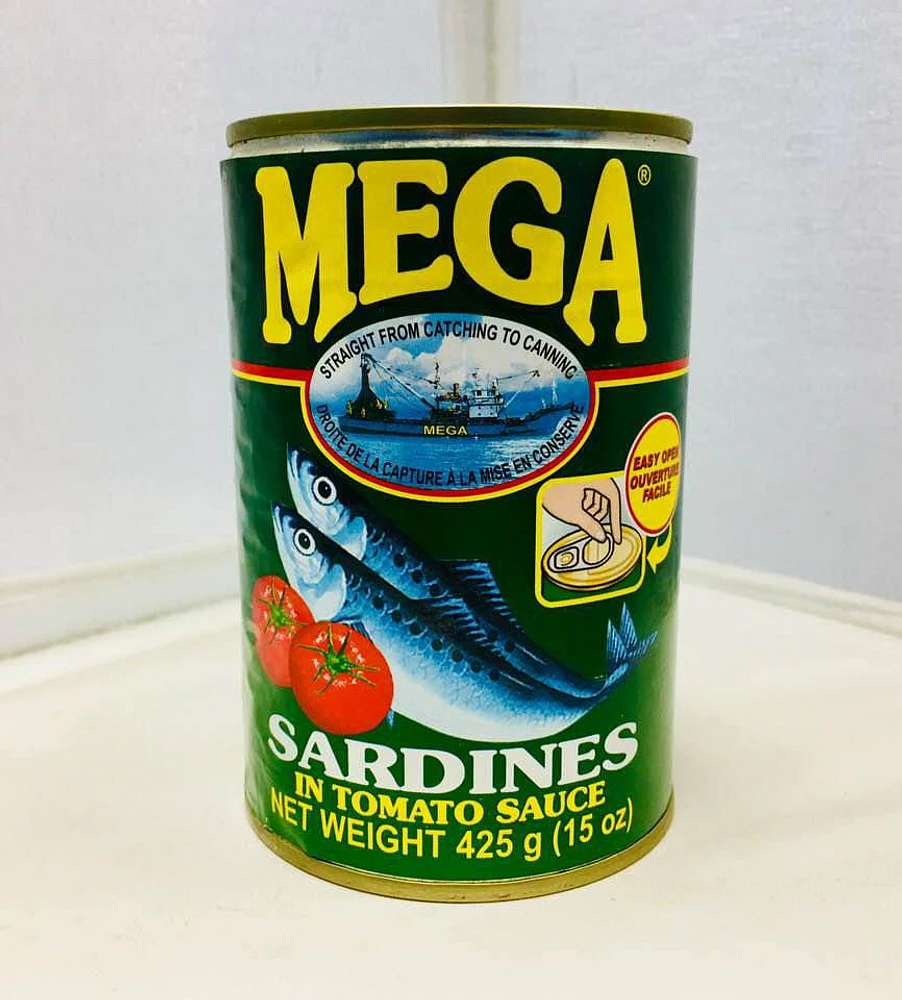 MEGA®
STRAIGHT FROM CATCHING TO CANNING
MEGA
DROITE DE LA CAPTURE À LA MISE EN CONSERVE
EASY OPEN
OUVERTURE
FACILE
SARDINES
IN TOMATO SAUCE
NET WEIGHT 425 g (15 oz)